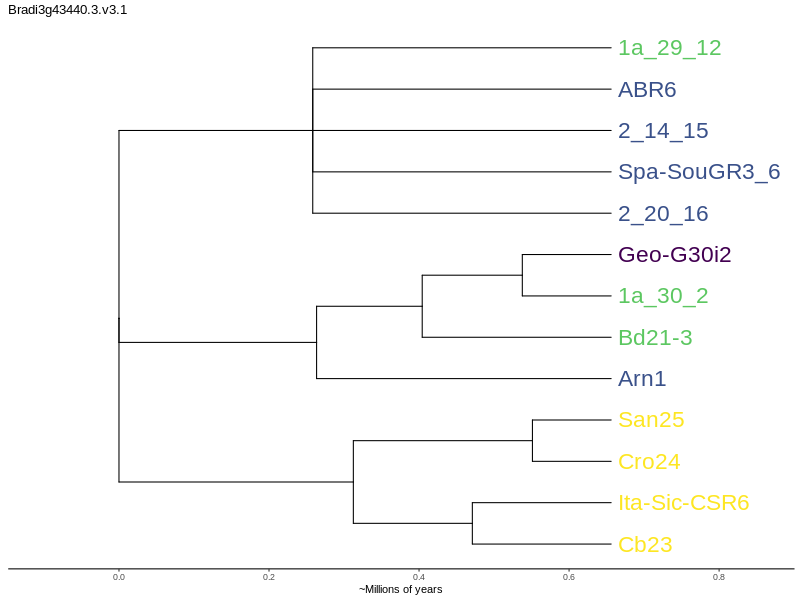 Bradi3g43440.3.v3.1
1a_29_12
ABR6
2_14_15
Spa-SouGR3_6
2_20_16
Geo-G30i2
1a_30_2
Bd21-3
Arn1
San25
Cro24
Ita-Sic-CSR6
Cb23
0.0 0.2 0.4 0.6 0.8
~Millions of years